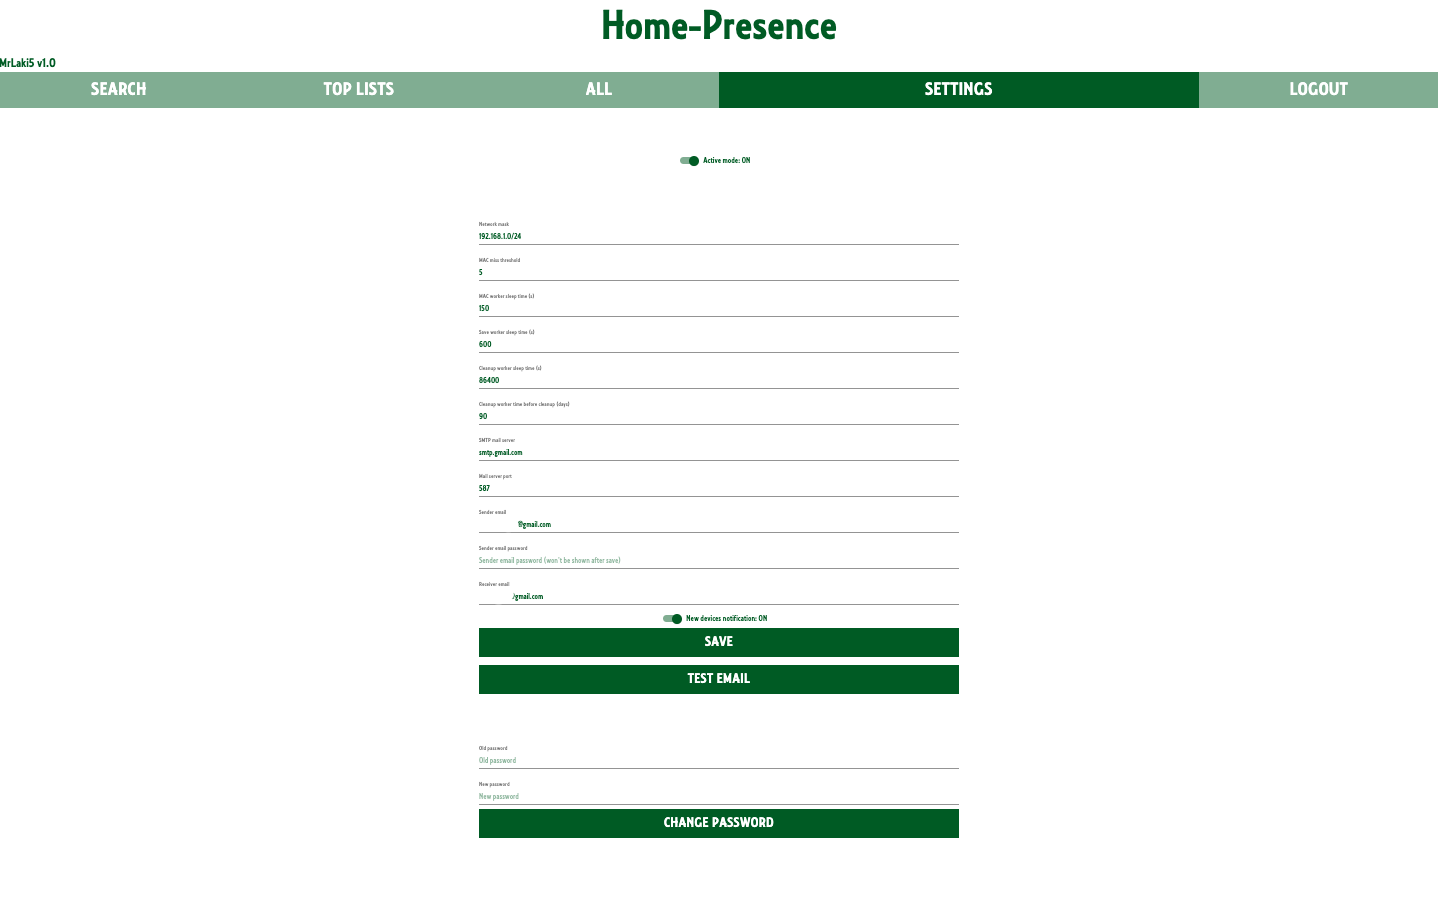 Home-Presence
MrLaki5 v1.0
SEARCH TOP LISTS ALL SETTINGS LOGOUT
Active mode: ON
Network mask
192.168.1.0/24
MAC miss threshold
5
MAC worker sleep time (s)
150
Save worker sleep time (s)
600
Cleanup worker sleep time (s)
86400
Cleanup worker time before cleanup (days)
90
SMTP mail server
smtp.gmail.com
Mail server port
587
Sender email
@gmail.com
Sender email password
Sender email password (won't be shown after save)
Receiver email
gmail.com
New devices notification: ON
SAVE
TEST EMAIL
Old password
Old password
New password
New password
CHANGE PASSWORD